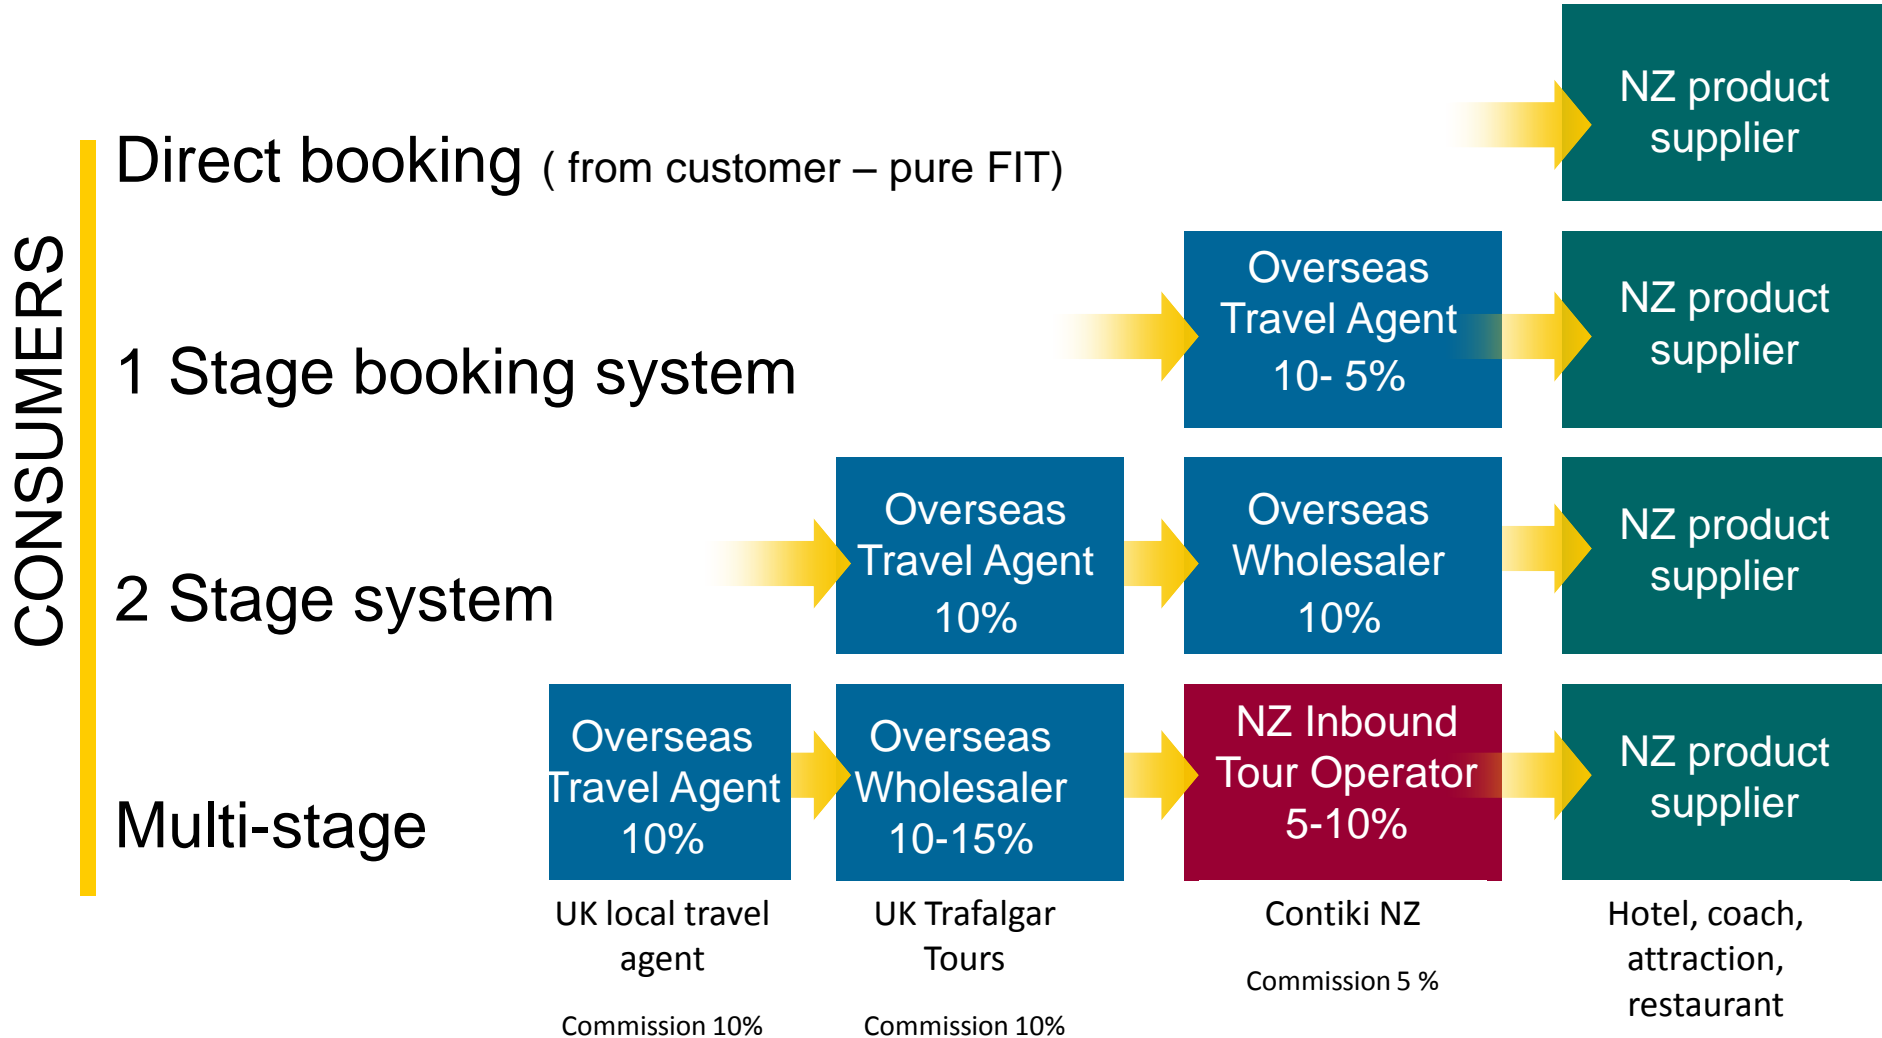 CONSUMERS
Direct booking ( from customer – pure FIT)
NZ product
supplier
1 Stage booking system
Overseas
Travel Agent
10- 5%
NZ product
supplier
2 Stage system
Overseas
Travel Agent
10%
Overseas
Wholesaler
10%
NZ product
supplier
Multi-stage
Overseas
Travel Agent
10%
Overseas
Wholesaler
10-15%
NZ Inbound
Tour Operator
5-10%
NZ product
supplier
UK local travel
agent
Commission 10%
UK Trafalgar
Tours
Commission 10%
Contiki NZ
Commission 5 %
Hotel, coach,
attraction,
restaurant